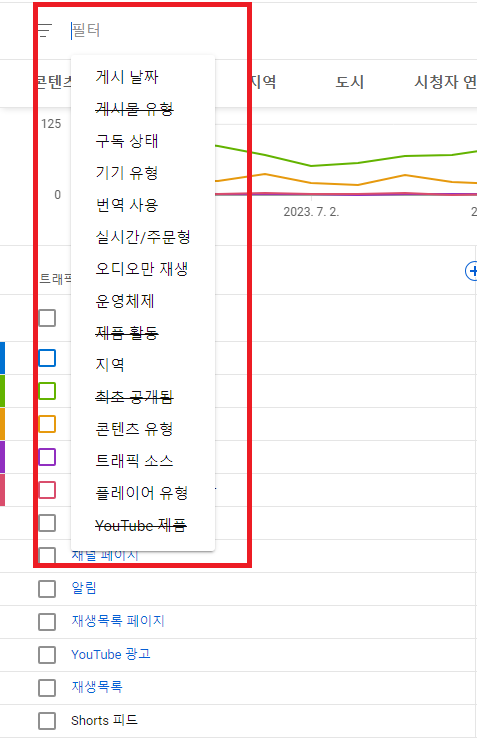 필터
콘텐츠
지역
도시
시청자 연
125
0
2023. 7. 2.
2
게시 날짜
게시물 유형
구독 상태
기기 유형
번역 사용
실시간/주문형
오디오만 재생
운영체제
제품 활동
지역
최초 공개됨
콘텐츠 유형
트래픽 소스
플레이어 유형
YouTube 제품
트래픽
채널 페이지
알림
재생목록 페이지
YouTube 광고
재생목록
Shorts 피드